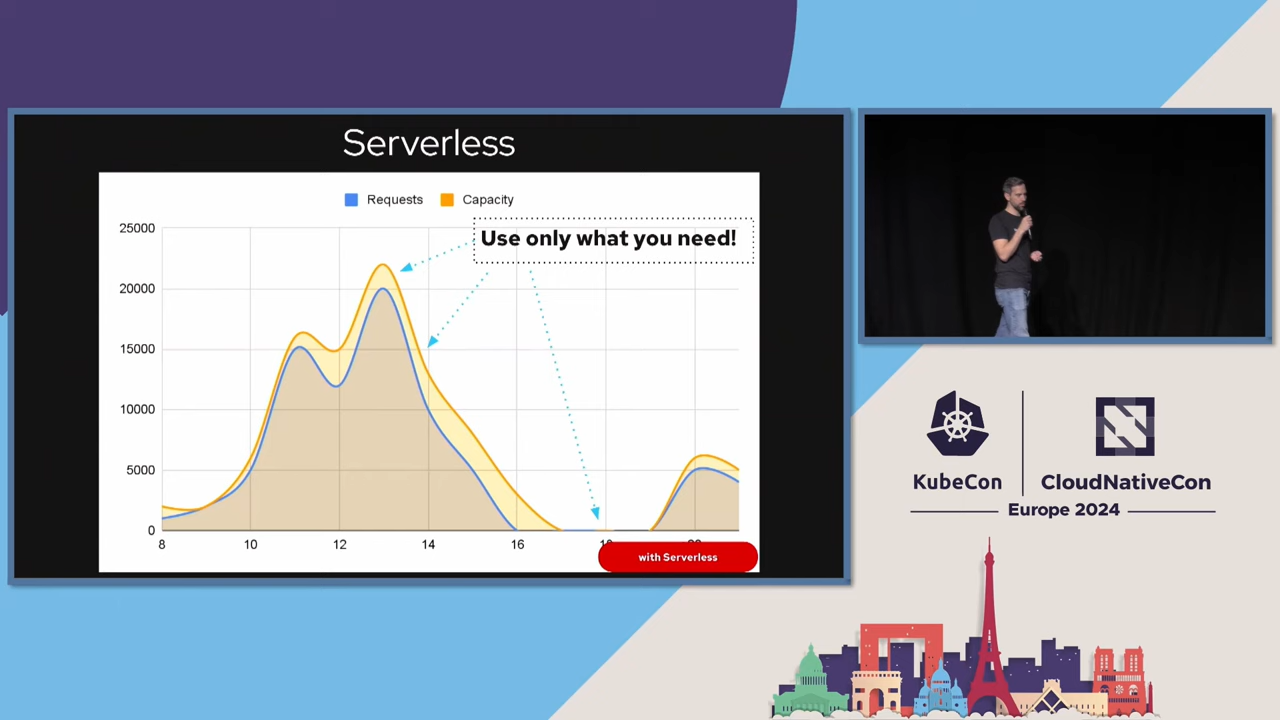 Serverless
Requests
Capacity
Use only what you need!
25000
20000
15000
10000
5000
0
8
10
12
14
16
with Serverless
KubeCon
CloudNativeCon
Europe 2024